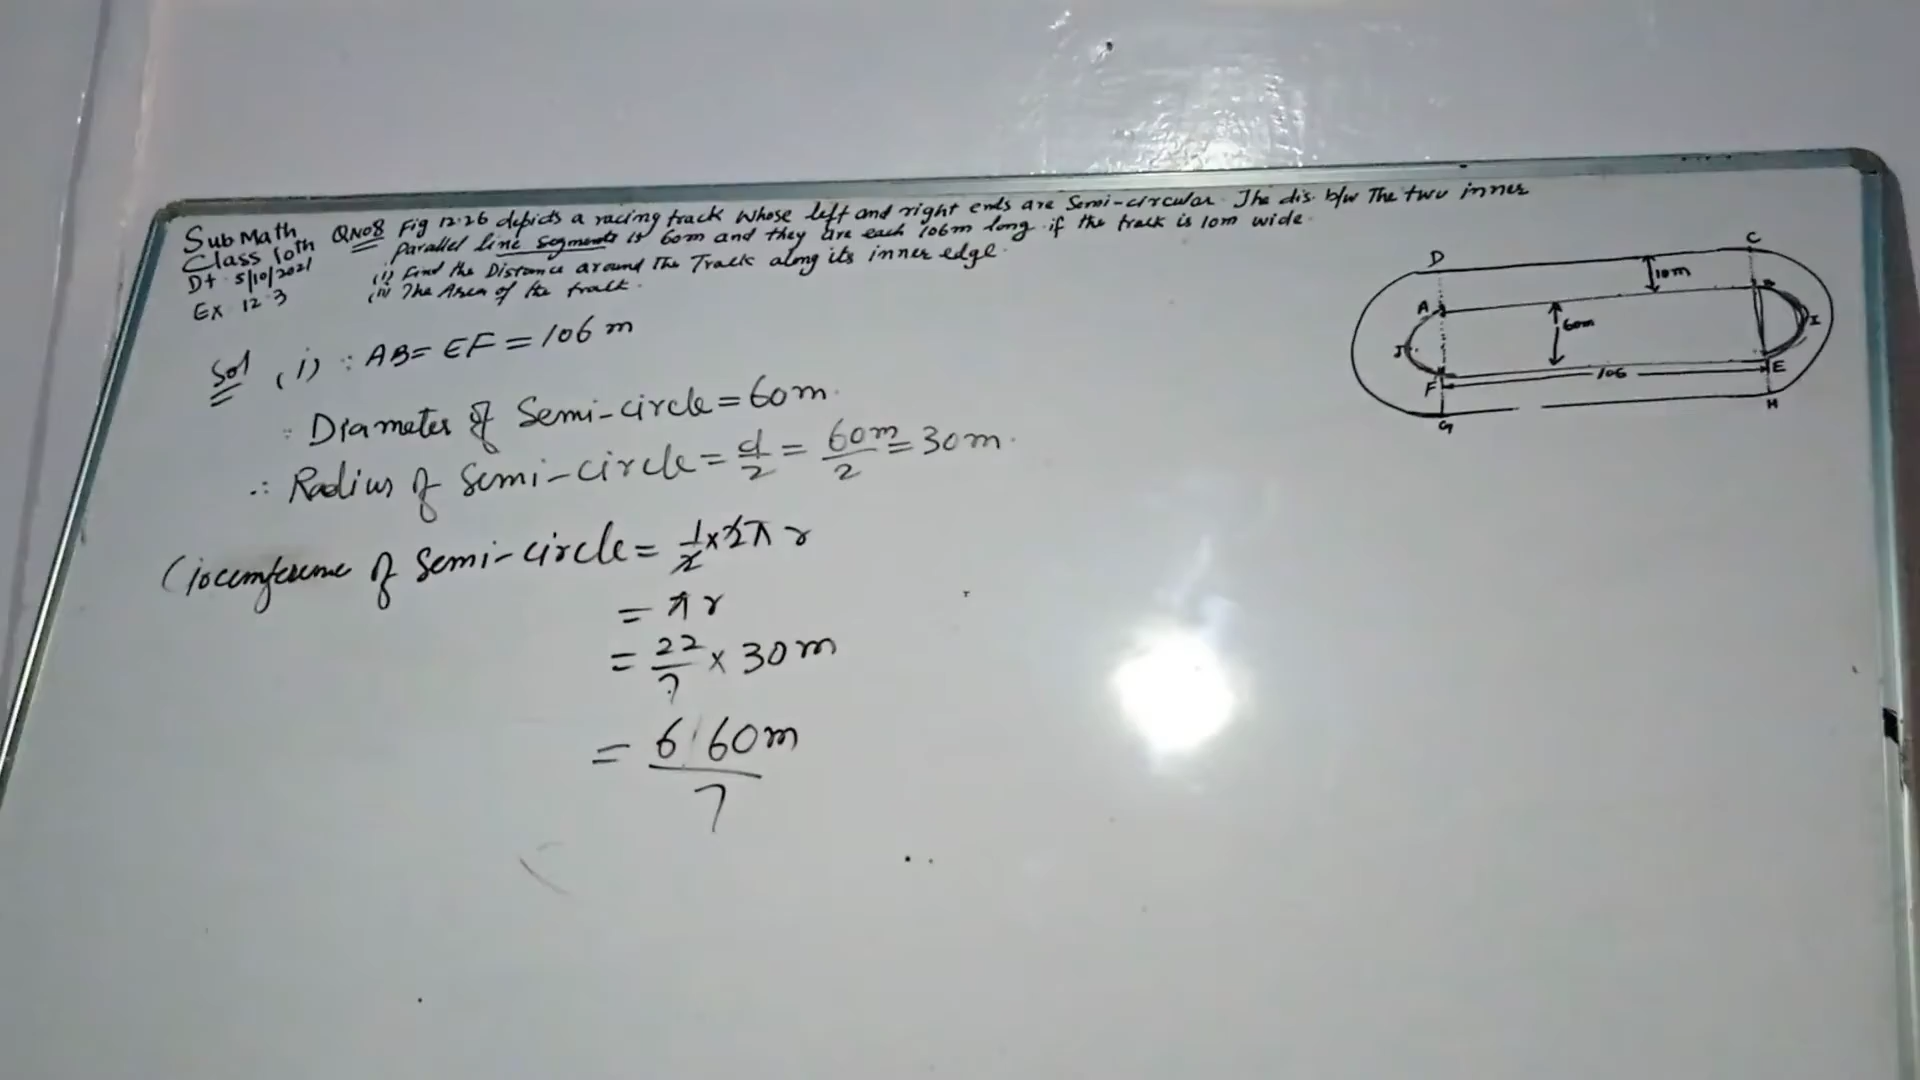 Sub Math
Class 10th
Dt. 5/10/2021
Ex 12.3
QNo8 Fig 12.26 depicts a racing track whose left and right ends are Semi-circular. The dis. b/w The two inner
parallel line segments is 60m and they are each 106m long. if the track is 10m wide.
(i) Find the Distance around The Track along its inner edge.
(ii) The Area of the track.
Sol (i) ∵ AB = EF = 106 m
∵ Diameter of Semi-circle = 60m.
∴ Radius of Semi-circle = d/2 = 60m/2 = 30m.
Circumference of Semi-circle = 1/2 × 2πr
= πr
= 22/7 × 30m
= 660m/7
D
C
10m
A
B
60m
I
J
F
106
E
G
H